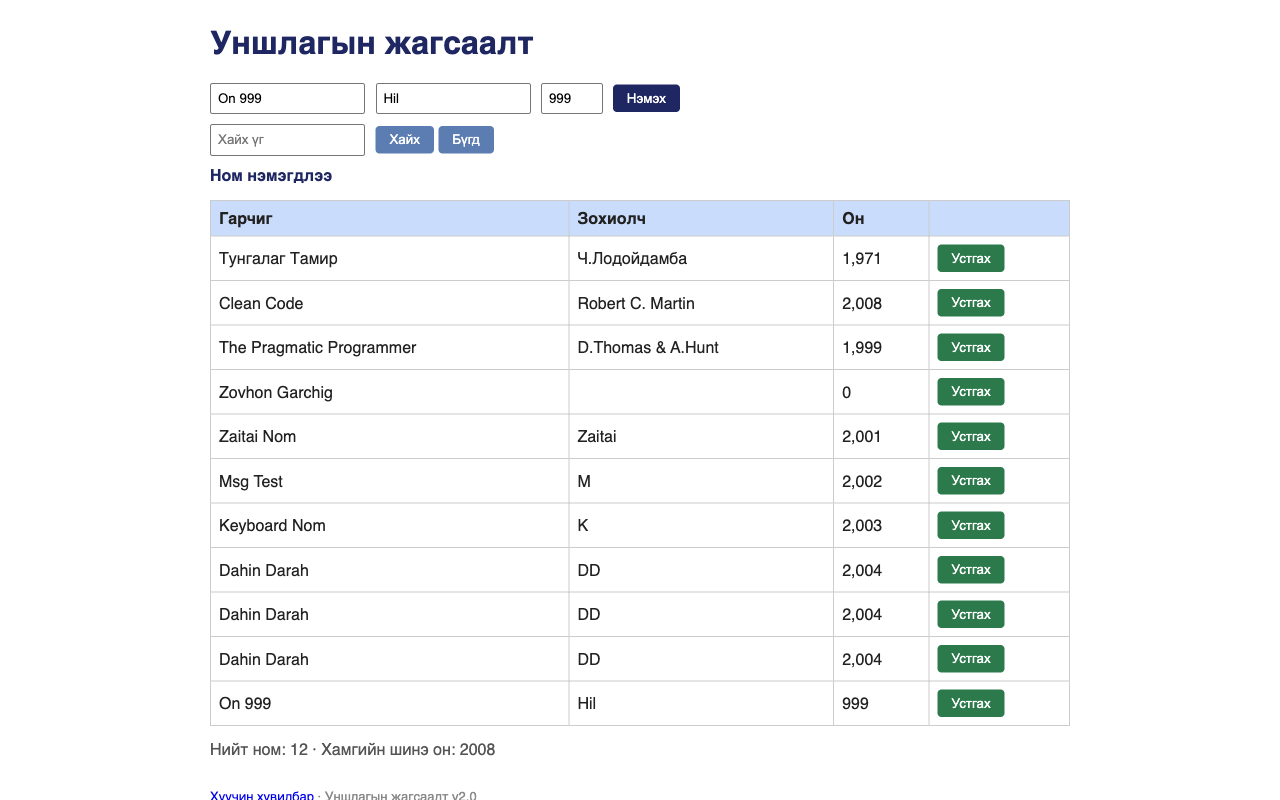 Уншлагын жагсаалт
On 999 Hil 999 Нэмэх
Хайх үг Хайх Бүгд
Ном нэмэгдлээ
Гарчиг Зохиолч Он
Тунгалаг Тамир Ч.Лодойдамба 1,971 Устгах
Clean Code Robert C. Martin 2,008 Устгах
The Pragmatic Programmer D.Thomas & A.Hunt 1,999 Устгах
Zovhon Garchig 0 Устгах
Zaitai Nom Zaitai 2,001 Устгах
Msg Test M 2,002 Устгах
Keyboard Nom K 2,003 Устгах
Dahin Darah DD 2,004 Устгах
Dahin Darah DD 2,004 Устгах
Dahin Darah DD 2,004 Устгах
On 999 Hil 999 Устгах
Нийт ном: 12 · Хамгийн шинэ он: 2008
Хуучин хувилбар · Уншлагын жагсаалт v2.0